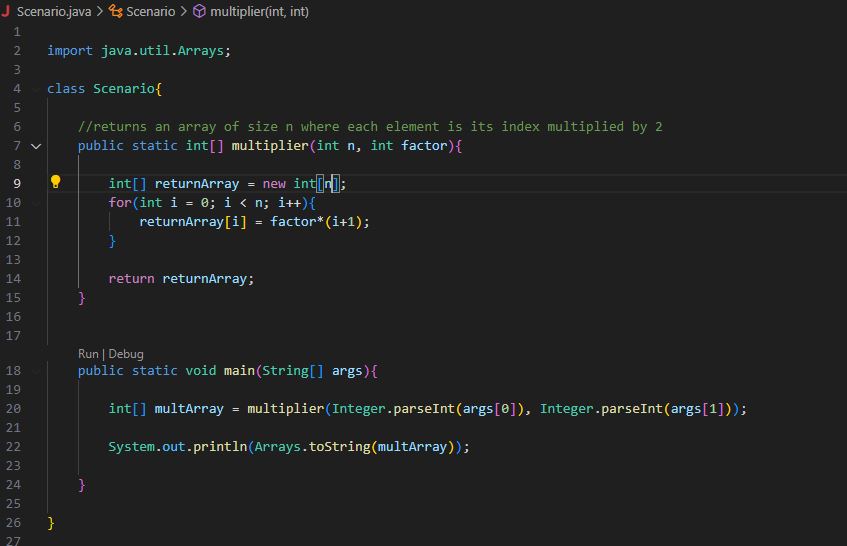 Scenario.java > Scenario > multiplier(int, int)
1
2 import java.util.Arrays;
3
4 class Scenario{
5
6 //returns an array of size n where each element is its index multiplied by 2
7 public static int[] multiplier(int n, int factor){
8
9 int[] returnArray = new int[n];
10 for(int i = 0; i < n; i++){
11 returnArray[i] = factor*(i+1);
12 }
13
14 return returnArray;
15 }
16
17
Run | Debug
18 public static void main(String[] args){
19
20 int[] multArray = multiplier(Integer.parseInt(args[0]), Integer.parseInt(args[1]));
21
22 System.out.println(Arrays.toString(multArray));
23
24 }
25
26 }
27